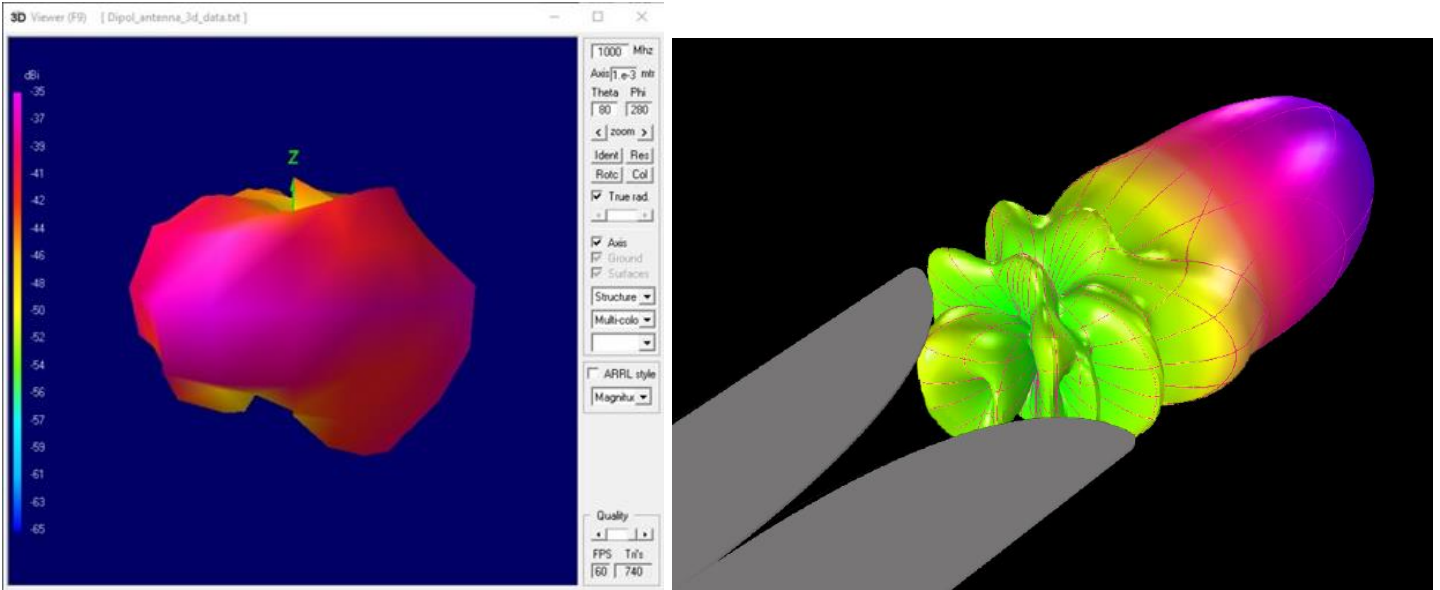 3D Viewer (F9) [ Dipol_antenna_3d_data.txt ]
dBi
-35
-37
-39
-41
-42
-44
-46
-48
-50
-52
-54
-56
-57
-59
-61
-63
-65
Z
1000 Mhz
Axis 1.e-3 mtr
Theta Phi
80 280
< zoom >
Ident Res
Rotc Col
True rad.
Axis
Ground
Surfaces
Structure
Multi-colo
ARRL style
Magnitu
Quality
FPS Tri's
60 740